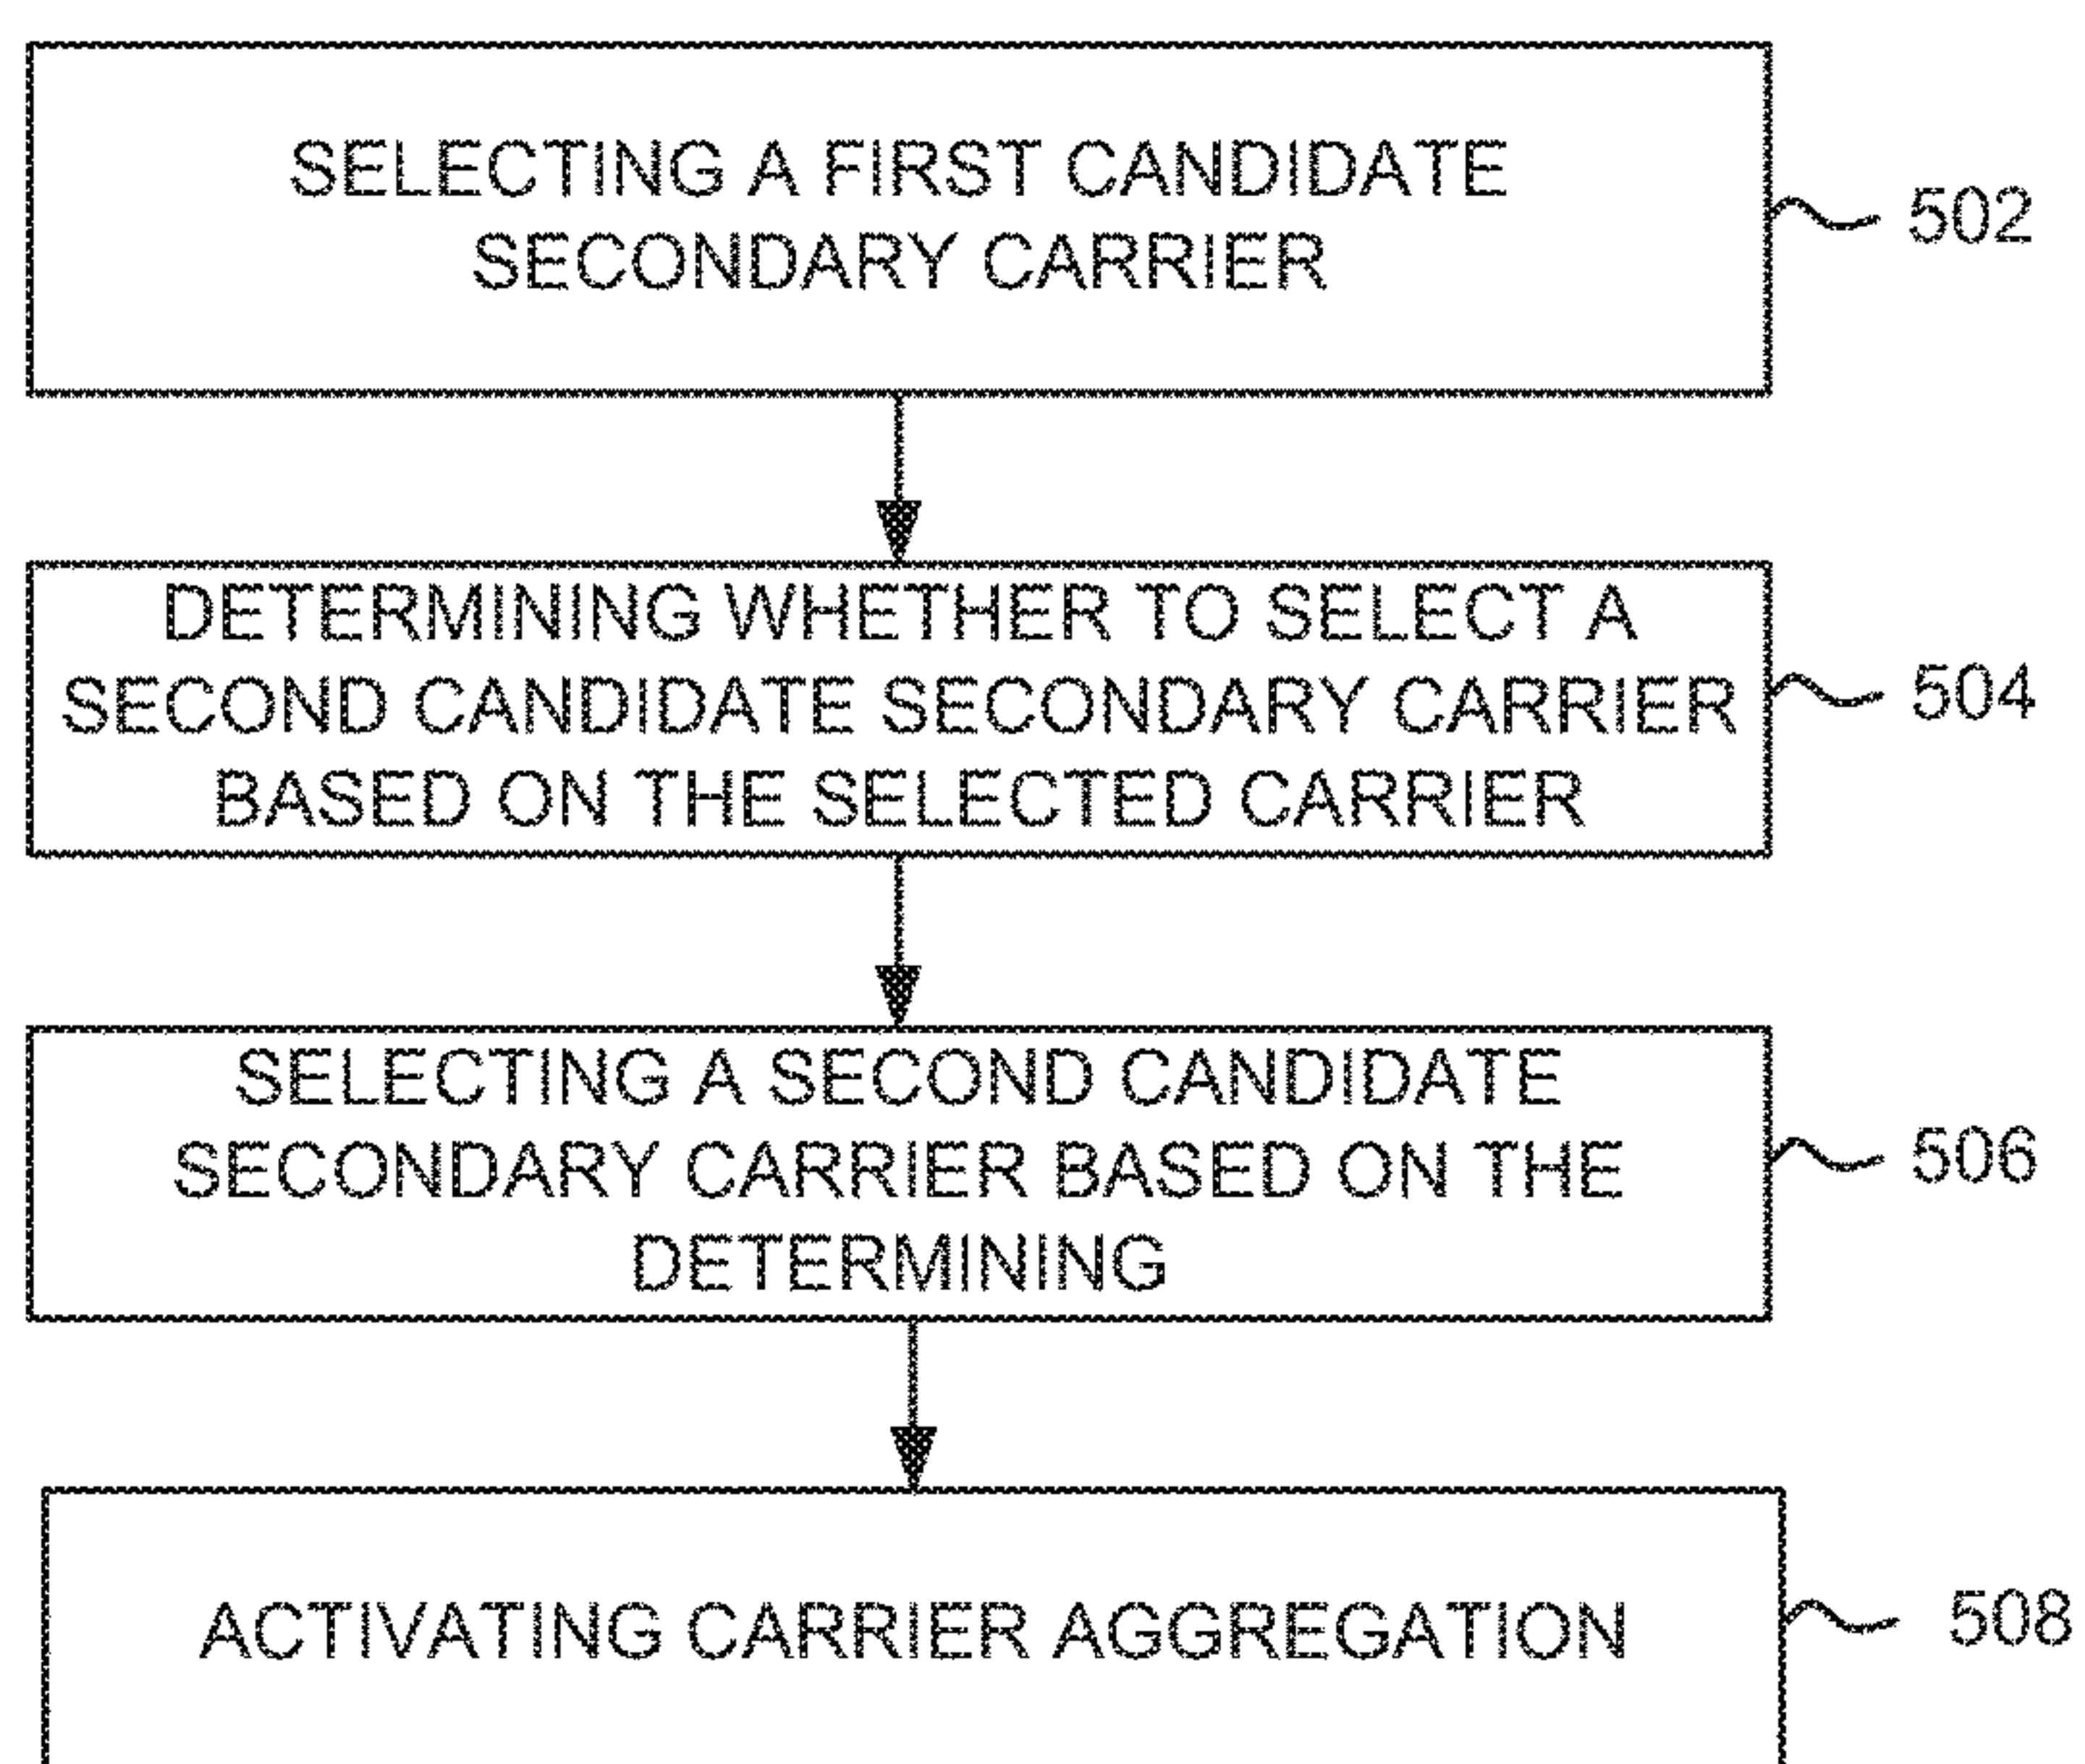 SELECTING A FIRST CANDIDATE
SECONDARY CARRIER
502
DETERMINING WHETHER TO SELECT A
SECOND CANDIDATE SECONDARY CARRIER
BASED ON THE SELECTED CARRIER
504
SELECTING A SECOND CANDIDATE
SECONDARY CARRIER BASED ON THE
DETERMINING
506
ACTIVATING CARRIER AGGREGATION
508